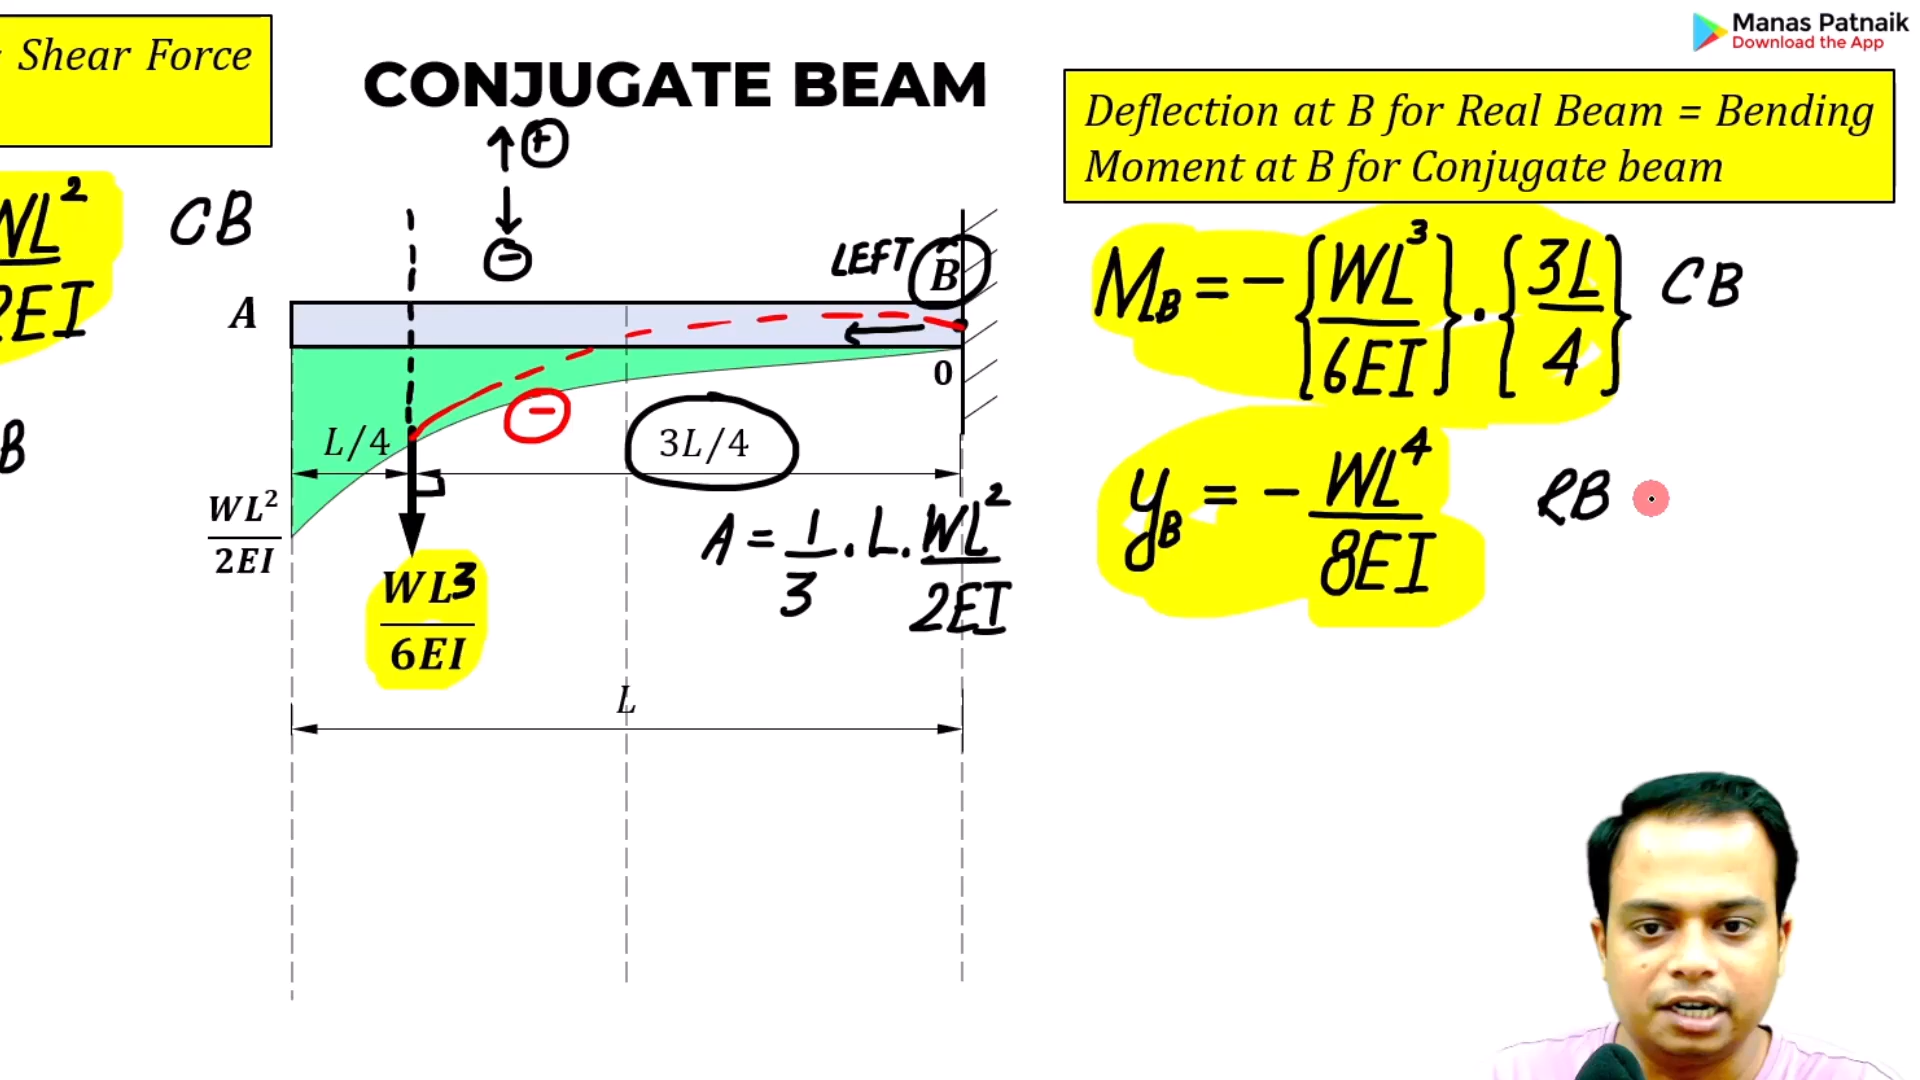 Manas Patnaik
Download the App
Shear Force
CONJUGATE BEAM
Deflection at B for Real Beam = Bending
Moment at B for Conjugate beam
+
−
WL²
2EI
CB
B
LEFT B
A
0
−
L/4
3L/4
WL²
2EI
WL³
6EI
A = 1/3 . L . WL²/2EI
L
M_B = − {WL³/6EI} . {3L/4} CB
y_B = − WL⁴/8EI RB